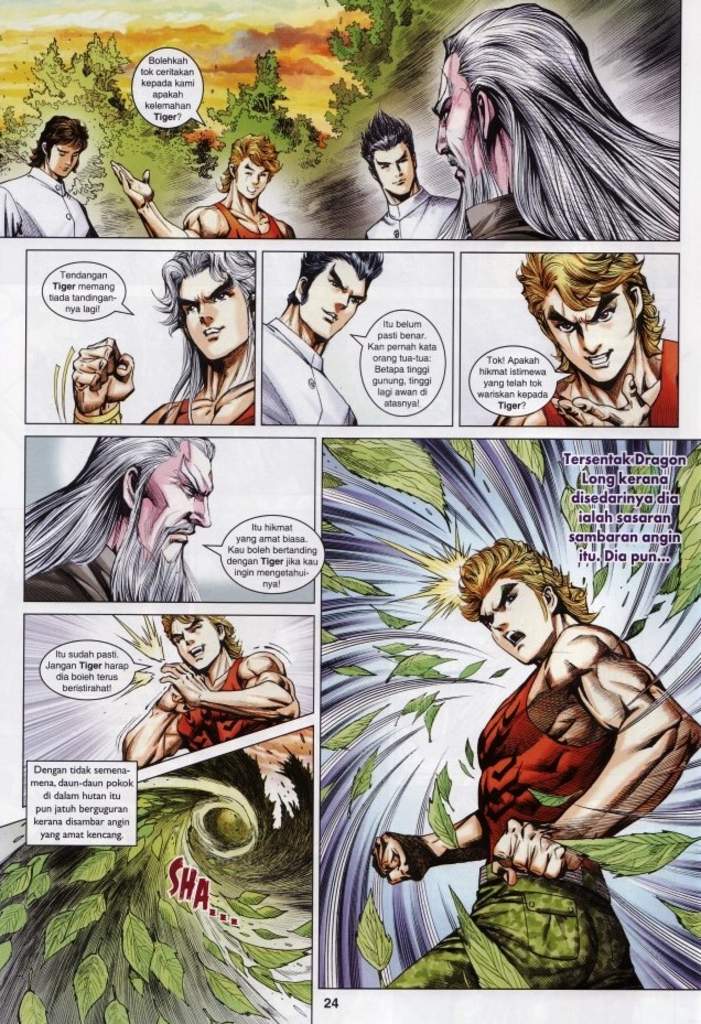 Bolehkah
tok ceritakan
kepada kami
apakah
kelemahan
Tiger?
Tendangan
Tiger memang
tiada tandingan-
nya lagi!
Itu belum
pasti benar.
Kan pernah kata
orang tua-tua:
Betapa tinggi
gunung, tinggi
lagi awan di
atasnya!
Tok! Apakah
hikmat istimewa
yang telah tok
wariskan kepada
Tiger?
Itu hikmat
yang amat biasa.
Kau boleh bertanding
dengan Tiger jika kau
ingin mengetahui-
nya!
Tersentak Dragon
Long kerana
disedarinya dia
ialah sasaran
sambaran angin
itu. Dia pun...
Itu sudah pasti.
Jangan Tiger harap
dia boleh terus
beristirahat!
Dengan tidak semena-
mena, daun-daun pokok
di dalam hutan itu
pun jatuh berguguran
kerana disambar angin
yang amat kencang.
SHA....
24